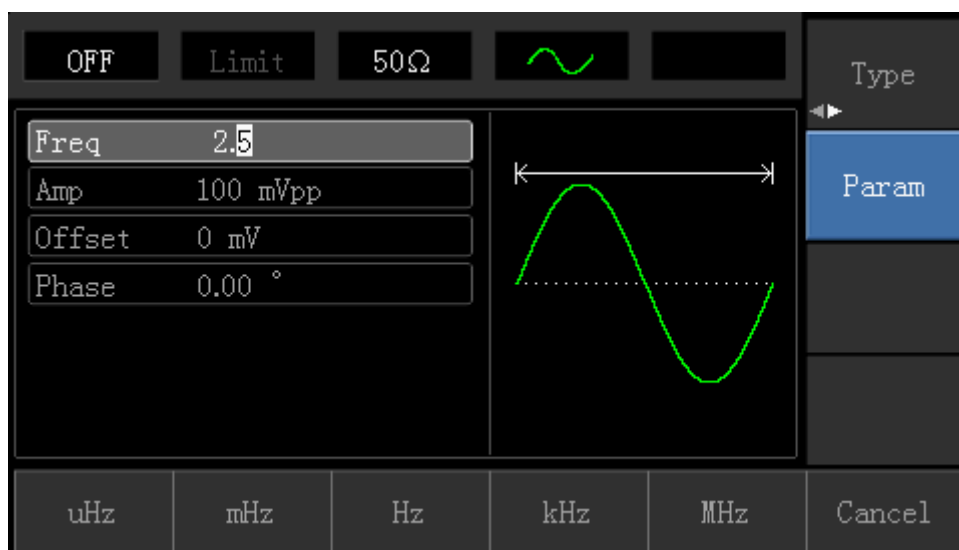 OFF Limit 50Ω
Type
Freq 2.5
Param
Amp 100 mVpp
Offset 0 mV
Phase 0.00 °
uHz mHz Hz kHz MHz Cancel